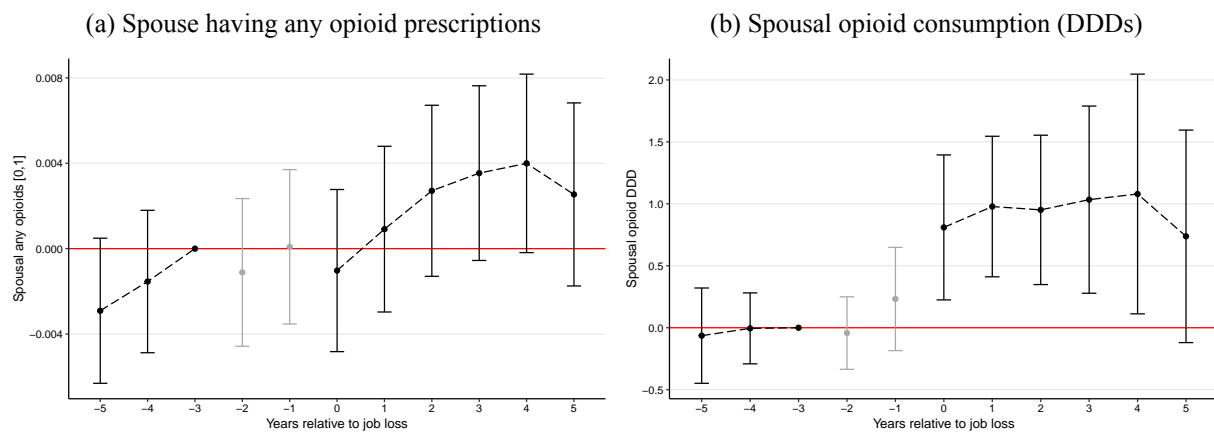 (a) Spouse having any opioid prescriptions
0.008
0.004
0.000
−0.004
Spousal any opioids [0,1]
−5 −4 −3 −2 −1 0 1 2 3 4 5
Years relative to job loss
(b) Spousal opioid consumption (DDDs)
2.0
1.5
1.0
0.5
0.0
−0.5
Spousal opioid DDD
−5 −4 −3 −2 −1 0 1 2 3 4 5
Years relative to job loss